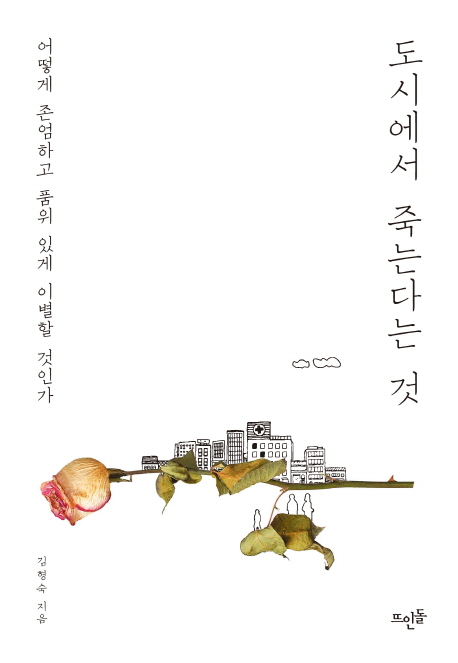 도시에서 죽는다는 것
어떻게 존엄하고 품위 있게 이별할 것인가
김형숙 지음
뜨인돌